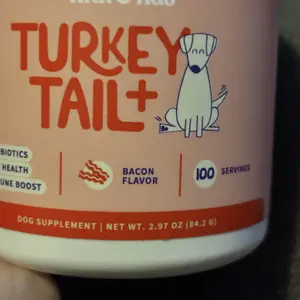 TURKEY
TAIL+
BIOTICS
HEALTH
UNE BOOST
BACON
FLAVOR
100 SERVINGS
DOG SUPPLEMENT | NET WT. 2.97 OZ (84.2 G)